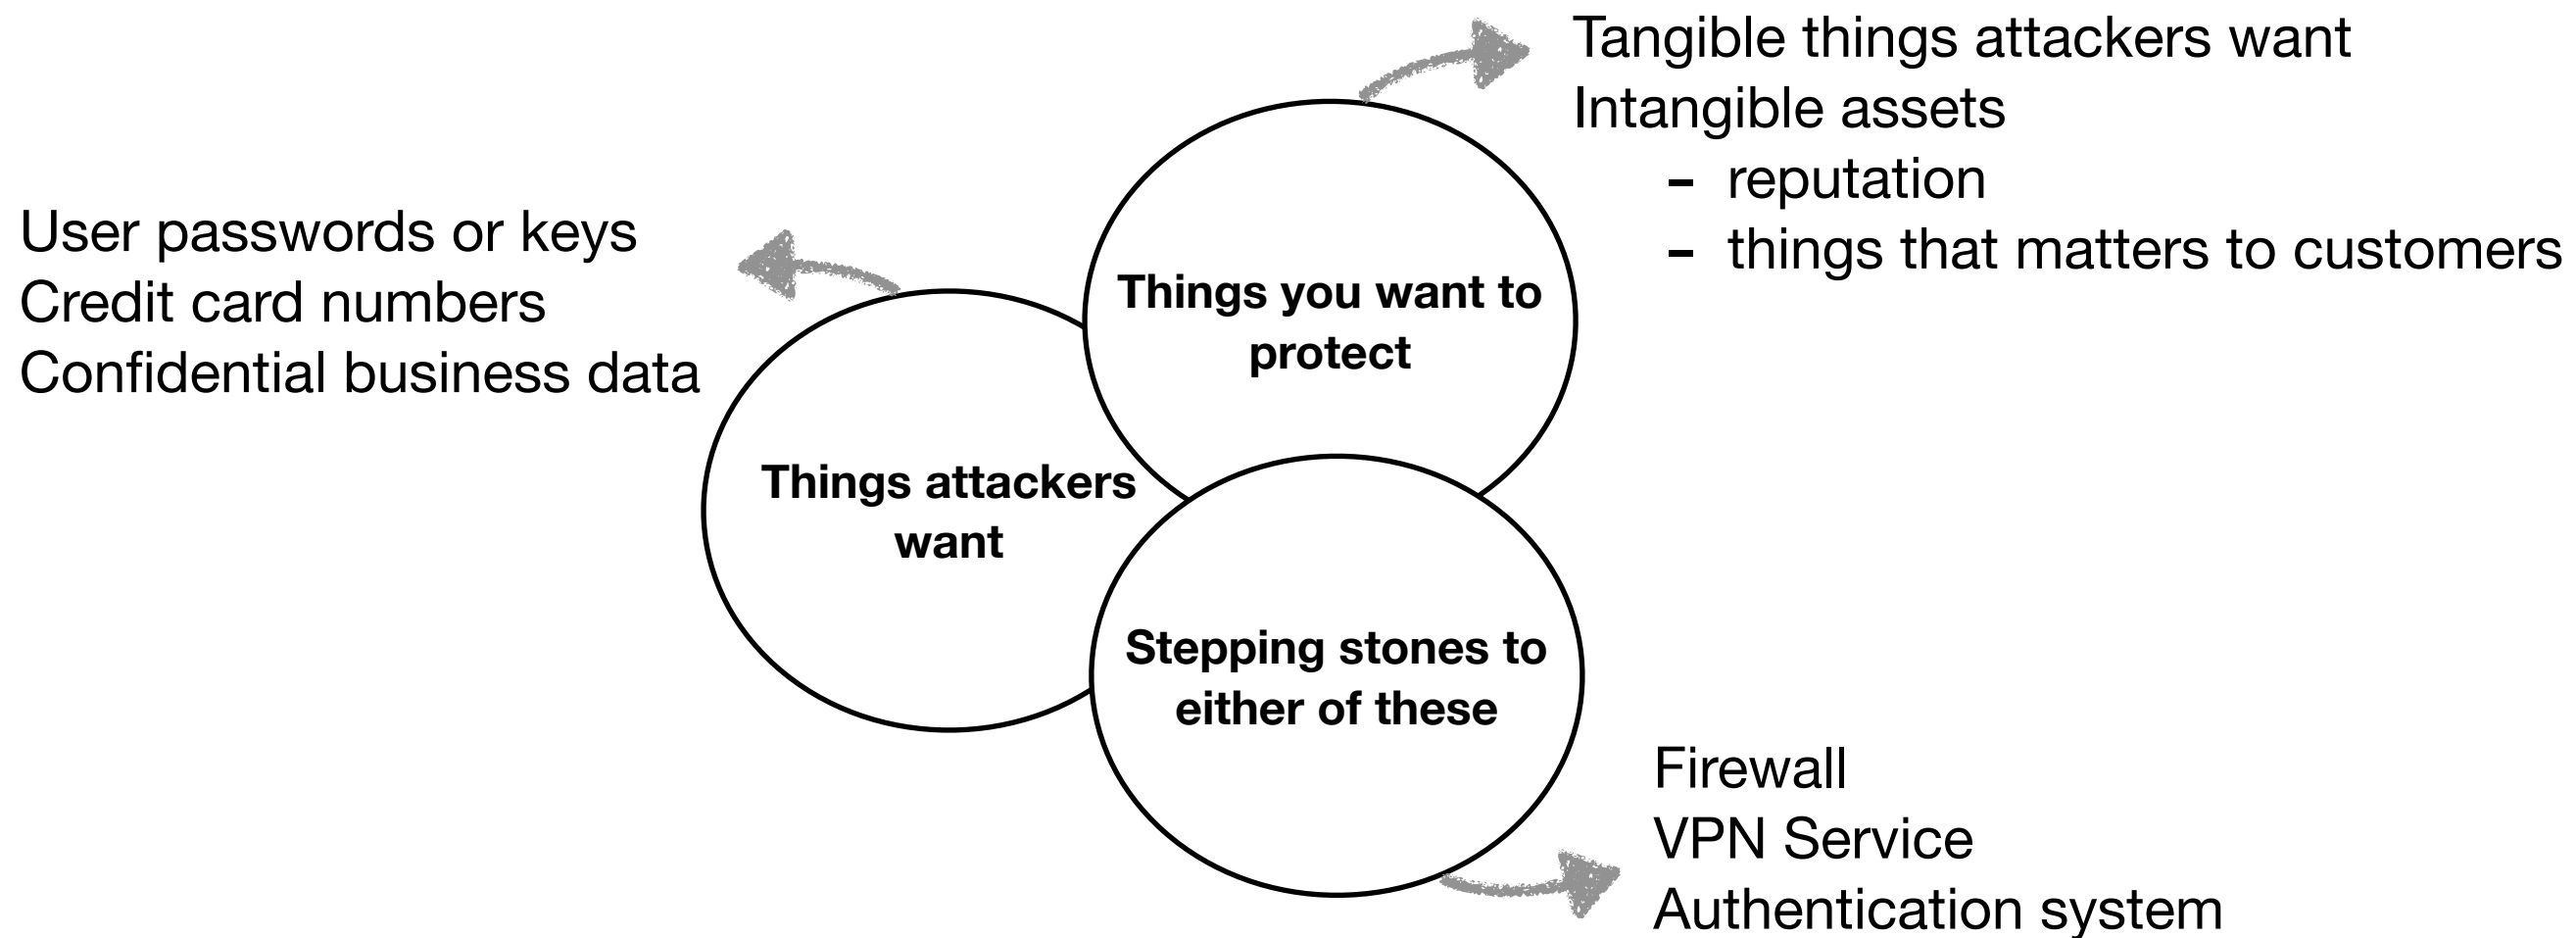 Tangible things attackers want
Intangible assets
- reputation
- things that matters to customers
User passwords or keys
Credit card numbers
Confidential business data
Things you want to
protect
Things attackers
want
Stepping stones to
either of these
Firewall
VPN Service
Authentication system